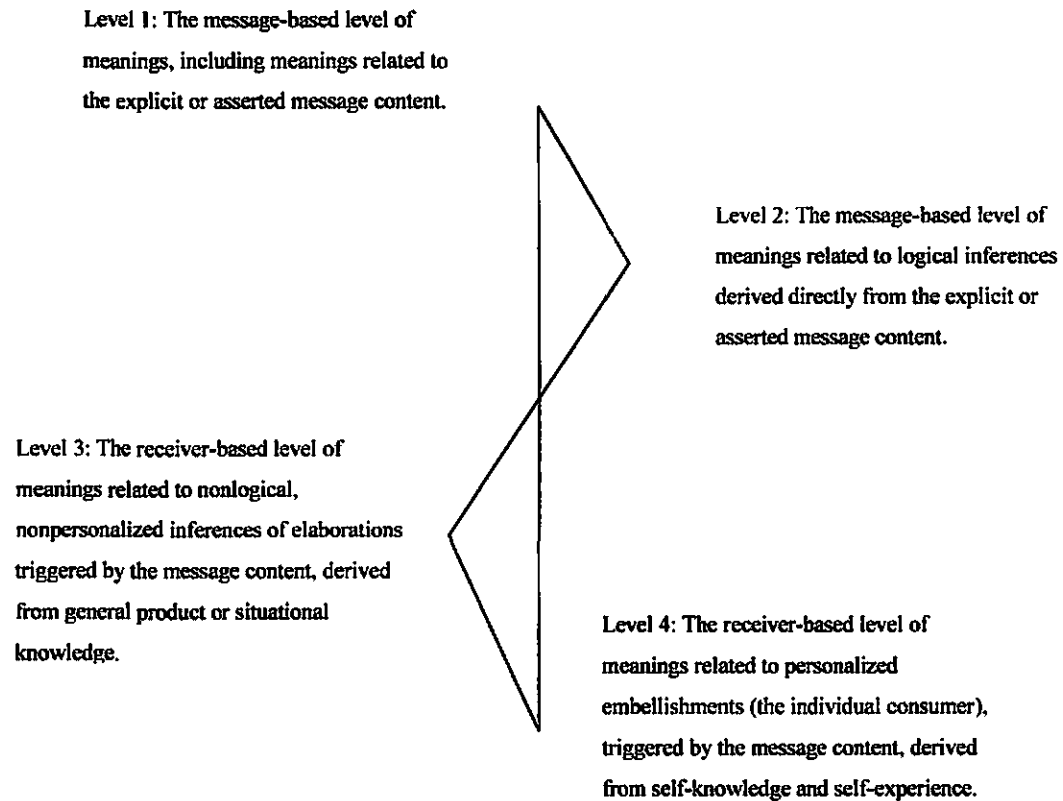 Level 1: The message-based level of
meanings, including meanings related to
the explicit or asserted message content.
Level 2: The message-based level of
meanings related to logical inferences
derived directly from the explicit or
asserted message content.
Level 3: The receiver-based level of
meanings related to nonlogical,
nonpersonalized inferences of elaborations
triggered by the message content, derived
from general product or situational
knowledge.
Level 4: The receiver-based level of
meanings related to personalized
embellishments (the individual consumer),
triggered by the message content, derived
from self-knowledge and self-experience.